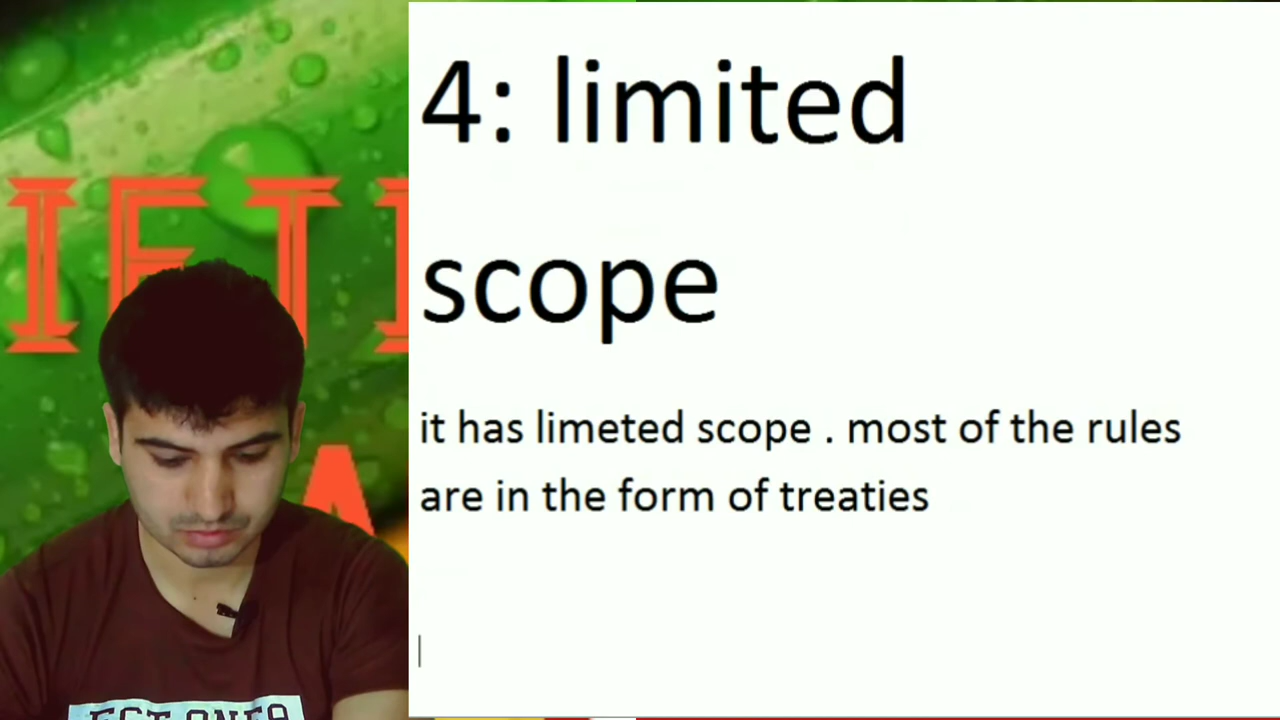 4: limited
scope
it has limeted scope . most of the rules
are in the form of treaties